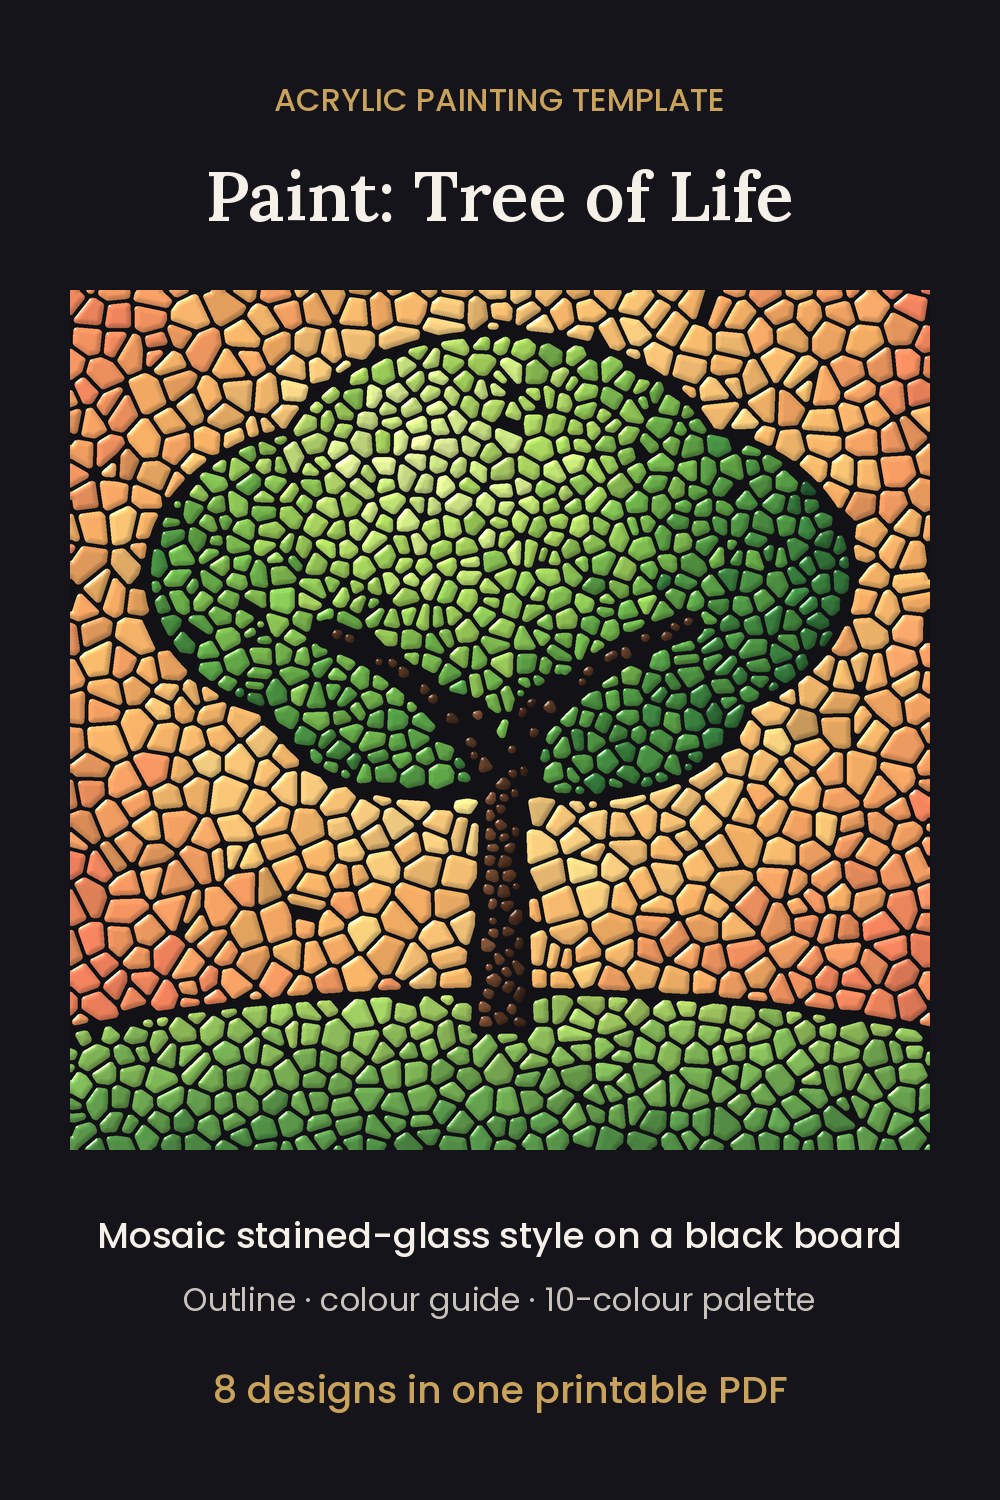 ACRYLIC PAINTING TEMPLATE
Paint: Tree of Life
Mosaic stained-glass style on a black board
Outline · colour guide · 10-colour palette
8 designs in one printable PDF